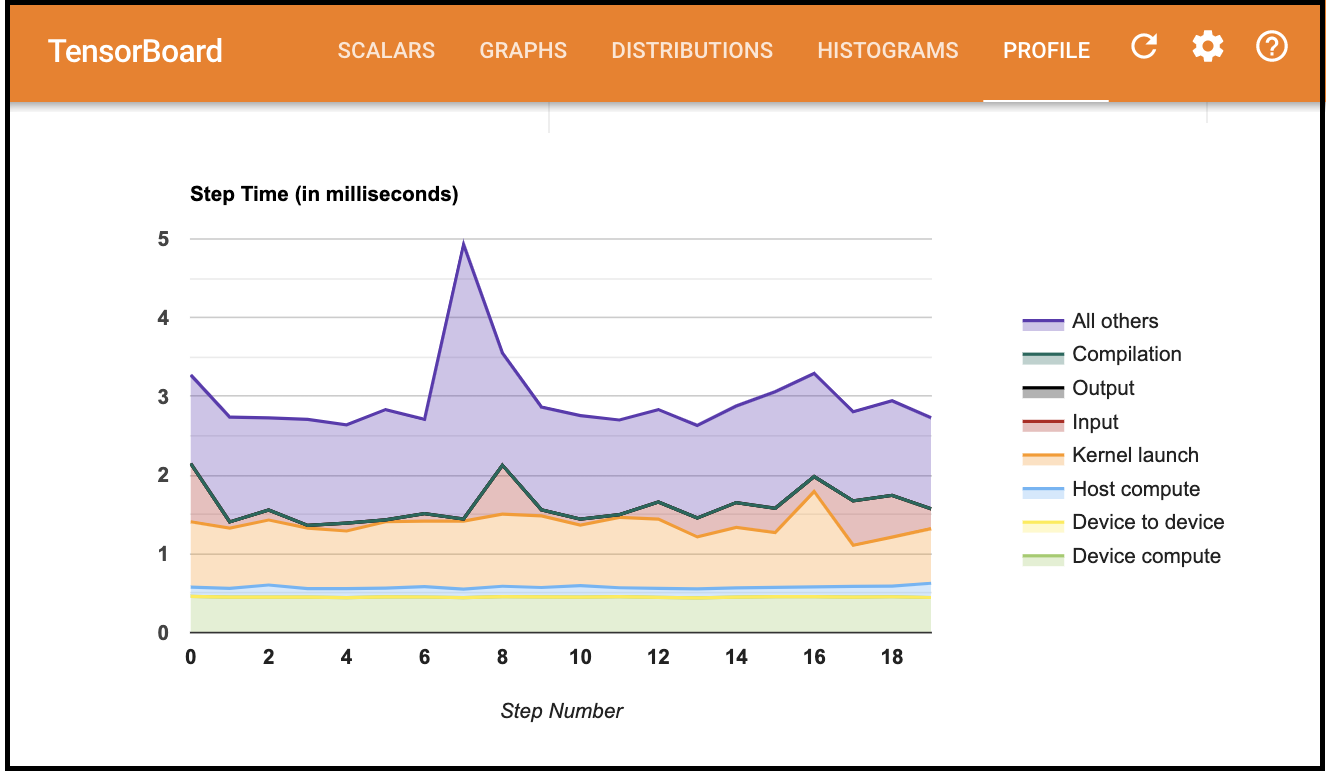 TensorBoard SCALARS GRAPHS DISTRIBUTIONS HISTOGRAMS PROFILE
Step Time (in milliseconds)
5
4
3
2
1
0
0 2 4 6 8 10 12 14 16 18
Step Number
All others
Compilation
Output
Input
Kernel launch
Host compute
Device to device
Device compute